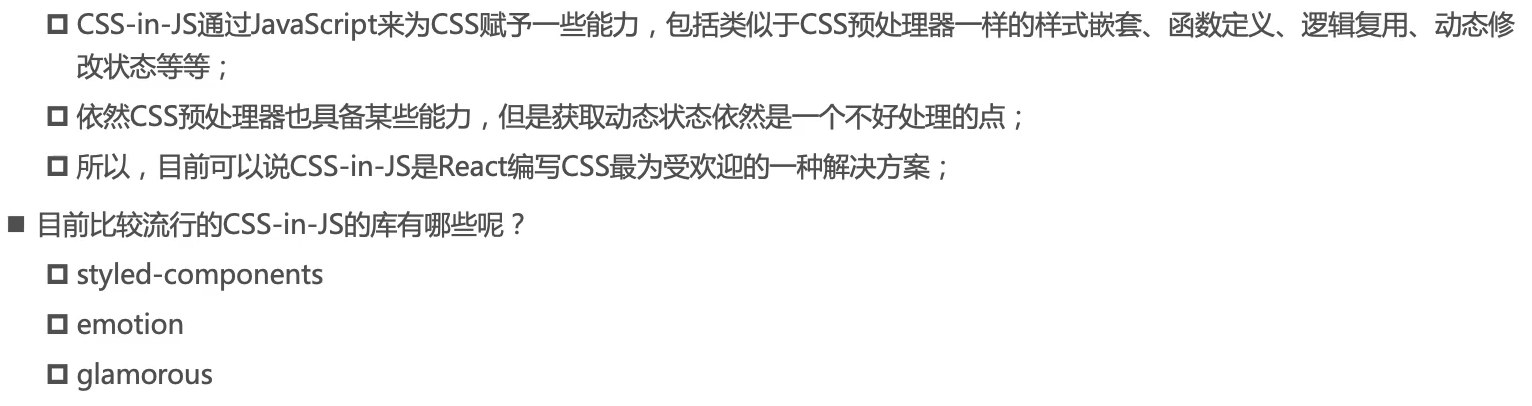 CSS-in-JS通过JavaScript来为CSS赋予一些能力，包括类似于CSS预处理器一样的样式嵌套、函数定义、逻辑复用、动态修
改状态等等；
依然CSS预处理器也具备某些能力，但是获取动态状态依然是一个不好处理的点；
所以，目前可以说CSS-in-JS是React编写CSS最为受欢迎的一种解决方案；
目前比较流行的CSS-in-JS的库有哪些呢？
styled-components
emotion
glamorous